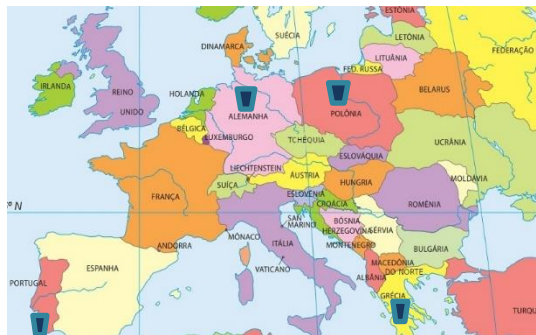 ESTÔNIA
SUÉCIA
LETÔNIA
DINAMARCA
FEDERAÇÃO
LITUÂNIA
FED. RUSSA
IRLANDA
REINO
UNIDO
HOLANDA
BELARUS
ALEMANHA
POLÔNIA
BÉLGICA
LUXEMBURGO
TCHÉQUIA
UCRÂNIA
ESLOVÁQUIA
LIECHTENSTEIN
ÁUSTRIA
MOLDÁVIA
SUÍÇA
HUNGRIA
FRANÇA
ESLOVÊNIA
ROMÊNIA
CROÁCIA
° N
SAN
MARINO
BÓSNIA
HERZEGOVINA
SÉRVIA
MÔNACO
ANDORRA
ITÁLIA
MONTENEGRO
BULGÁRIA
VATICANO
MACEDÔNIA
DO NORTE
ESPANHA
PORTUGAL
ALBÂNIA
GRÉCIA
TURQU